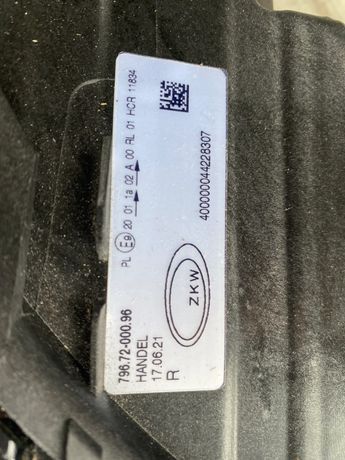 PL E9 20 01 1a 02 A 00 RL 01 HCR 11834
400000044228307
ZKW
796.72-000.96
HANDEL
17.06.21
R